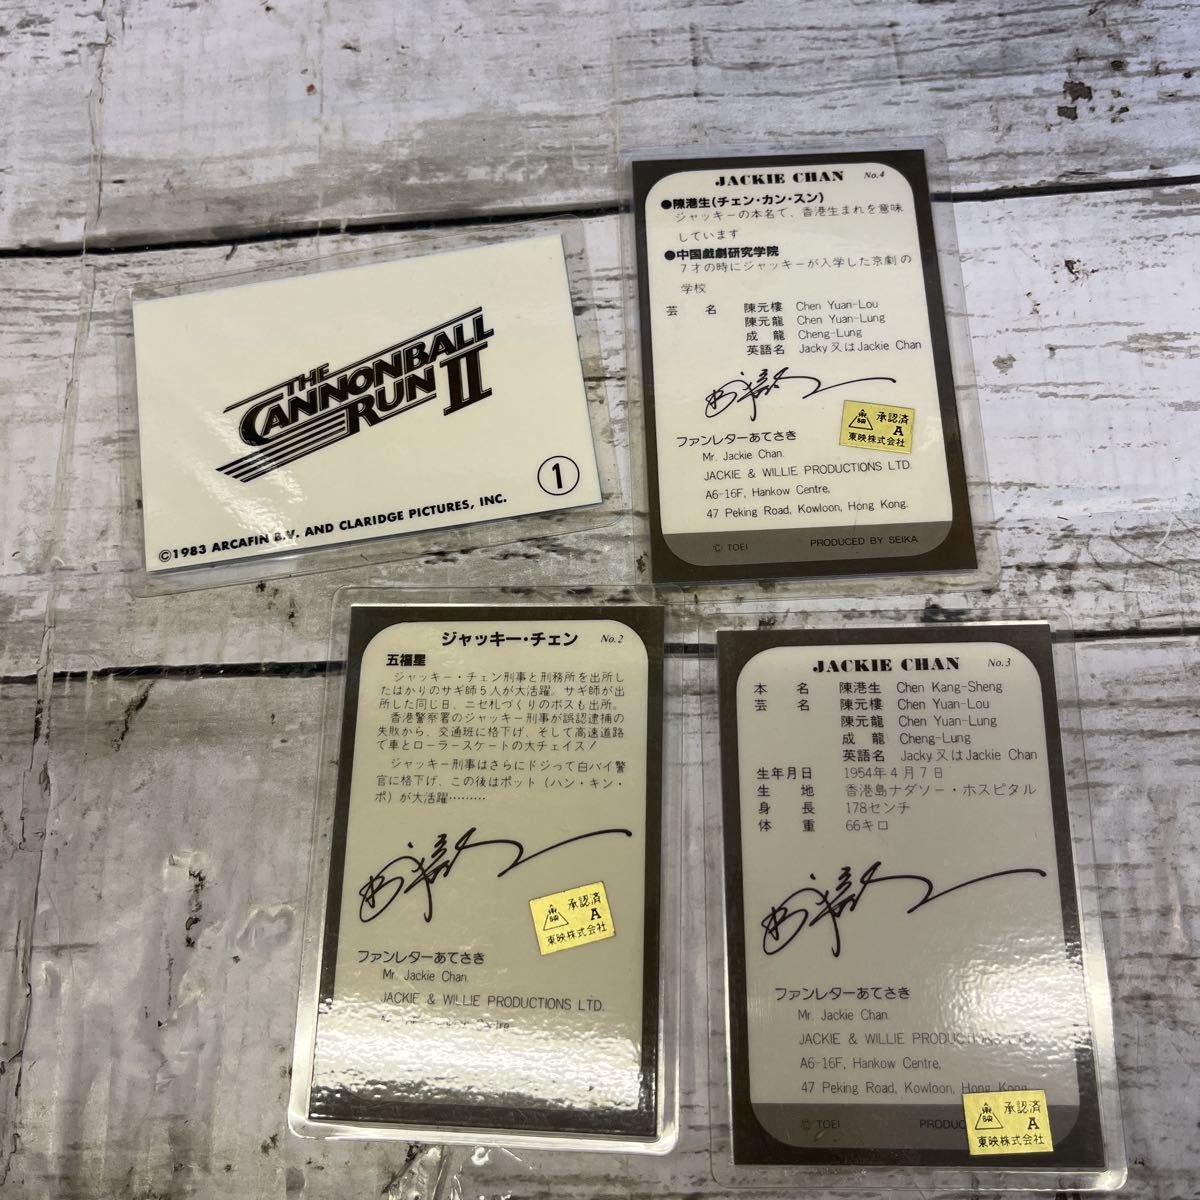 THE
CANNONBALL
RUN II
1
©1983 ARCAFIN B.V. AND CLARIDGE PICTURES, INC.
JACKIE CHAN No.4
●陳港生(チェン・カン・スン)
ジャッキーの本名で、香港生まれを意味
しています
●中国戯劇研究学院
7才の時にジャッキーが入学した京劇の
学校
芸 名 陳元樓 Chen Yuan-Lou
陳元龍 Chen Yuan-Lung
成 龍 Cheng-Lung
英語名 Jacky又はJackie Chan
承認済
A
東映株式会社
ファンレターあてさき
Mr. Jackie Chan.
JACKIE & WILLIE PRODUCTIONS LTD.
A6-16F, Hankow Centre,
47 Peking Road, Kowloon, Hong Kong.
© TOEI PRODUCED BY SEIKA
ジャッキー・チェン No.2
五福星
ジャッキー・チェン刑事と刑務所を出所し
たばかりのサギ師5人が大活躍。サギ師が出
所した同じ日、ニセ札づくりのボスも出所。
香港警察署のジャッキー刑事が誤認逮捕の
失敗から、交通班に格下げ、そして高速道路
で車とローラースケートの大チェイス!
ジャッキー刑事はさらにドジって白バイ警
官に格下げ、この後はポット(ハン・キン・
ポ)が大活躍………
承認済
A
東映株式会社
ファンレターあてさき
Mr. Jackie Chan.
JACKIE & WILLIE PRODUCTIONS LTD.
Centre,
JACKIE CHAN No.3
本 名 陳港生 Chen Kang-Sheng
芸 名 陳元樓 Chen Yuan-Lou
陳元龍 Chen Yuan-Lung
成 龍 Cheng-Lung
英語名 Jacky又はJackie Chan
生年月日 1954年4月7日
生 地 香港島ナダソー・ホスピタル
身 長 178センチ
体 重 66キロ
ファンレターあてさき
Mr. Jackie Chan.
JACKIE & WILLIE PRODUCTIONS LTD.
A6-16F, Hankow Centre,
47 Peking Road, Kowloon, Hong Kong.
© TOEI PRODUC
承認済
A
東映株式会社